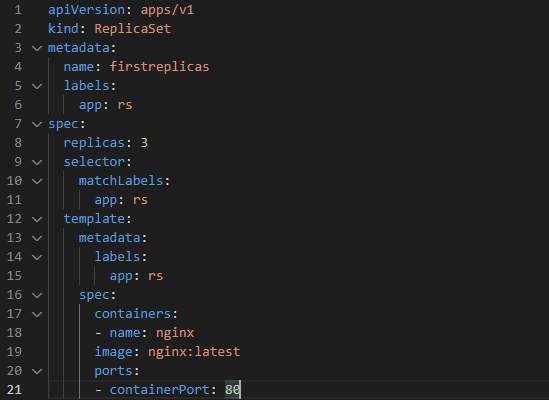 1 apiVersion: apps/v1
2 kind: ReplicaSet
3 metadata:
4   name: firstreplicas
5   labels:
6     app: rs
7 spec:
8   replicas: 3
9   selector:
10     matchLabels:
11       app: rs
12   template:
13     metadata:
14       labels:
15         app: rs
16     spec:
17       containers:
18       - name: nginx
19       image: nginx:latest
20       ports:
21       - containerPort: 80